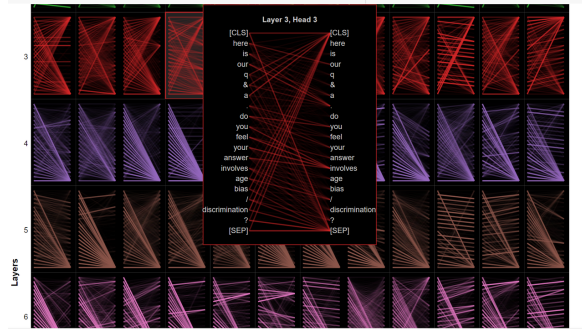 Layer 3, Head 3
[CLS] [CLS]
here here
is is
our our
q q
& &
a a
. .
do do
you you
feel feel
your your
answer answer
involves involves
age age
bias bias
/ /
discrimination discrimination
? ?
[SEP] [SEP]
3
4
5
6
Layers